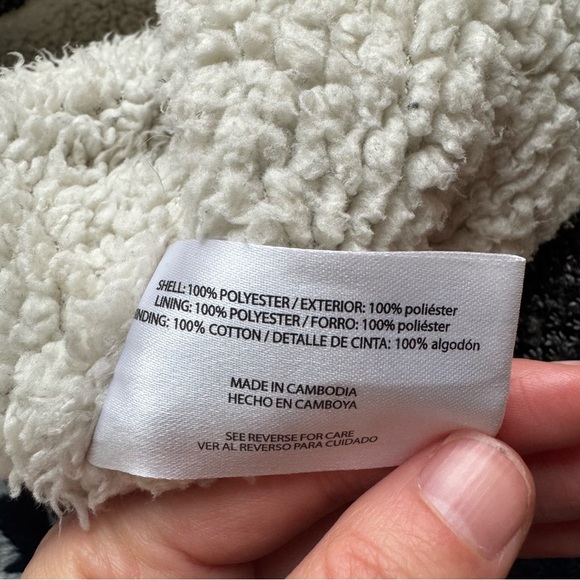 SHELL: 100% POLYESTER / EXTERIOR: 100% poliéster
LINING: 100% POLYESTER / FORRO: 100% poliéster
INDING: 100% COTTON / DETALLE DE CINTA: 100% algodón
MADE IN CAMBODIA
HECHO EN CAMBOYA
SEE REVERSE FOR CARE
VER AL REVERSO PARA CUIDADO